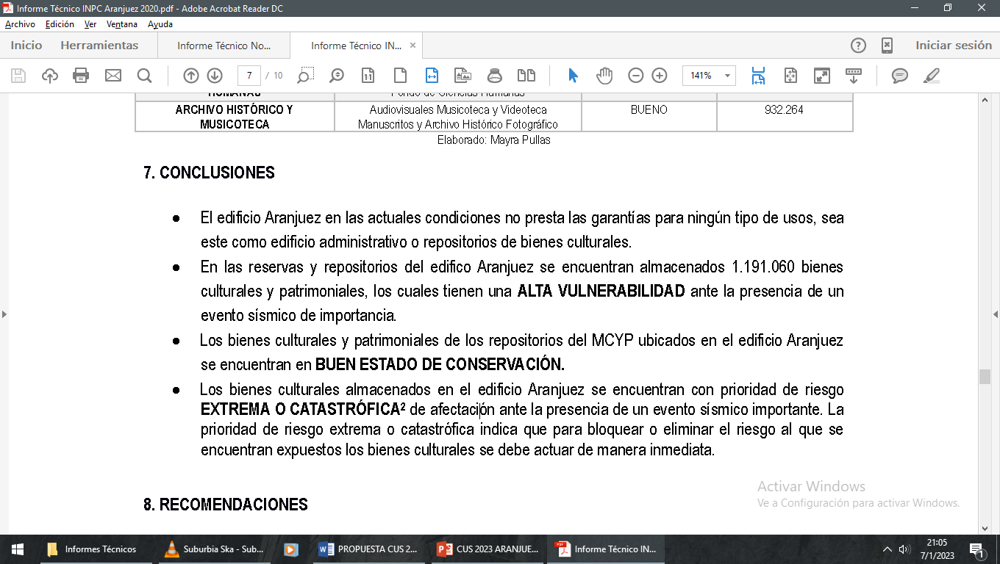 Informe Técnico INPC Aranjuez 2020.pdf - Adobe Acrobat Reader DC
Archivo Edición Ver Ventana Ayuda
Inicio Herramientas Informe Técnico No... Informe Técnico IN... × Iniciar sesión
7 / 10 141%
HUMANAS Fondo de Ciencias Humanas
ARCHIVO HISTÓRICO Y Audiovisuales Musicoteca y Videoteca BUENO 932.264
MUSICOTECA Manuscritos y Archivo Histórico Fotográfico
Elaborado: Mayra Pullas
7. CONCLUSIONES
● El edificio Aranjuez en las actuales condiciones no presta las garantías para ningún tipo de usos, sea
este como edificio administrativo o repositorios de bienes culturales.
● En las reservas y repositorios del edifico Aranjuez se encuentran almacenados 1.191.060 bienes
culturales y patrimoniales, los cuales tienen una ALTA VULNERABILIDAD ante la presencia de un
evento sísmico de importancia.
● Los bienes culturales y patrimoniales de los repositorios del MCYP ubicados en el edificio Aranjuez
se encuentran en BUEN ESTADO DE CONSERVACIÓN.
● Los bienes culturales almacenados en el edificio Aranjuez se encuentran con prioridad de riesgo
EXTREMA O CATASTRÓFICA² de afectación ante la presencia de un evento sísmico importante. La
prioridad de riesgo extrema o catastrófica indica que para bloquear o eliminar el riesgo al que se
encuentran expuestos los bienes culturales se debe actuar de manera inmediata.
8. RECOMENDACIONES
Activar Windows
Ve a Configuración para activar Windows.
Informes Técnicos Suburbia Ska - Sub... PROPUESTA CUS 2... CUS 2023 ARANJUE... Informe Técnico IN... 21:05
7/1/2023 1